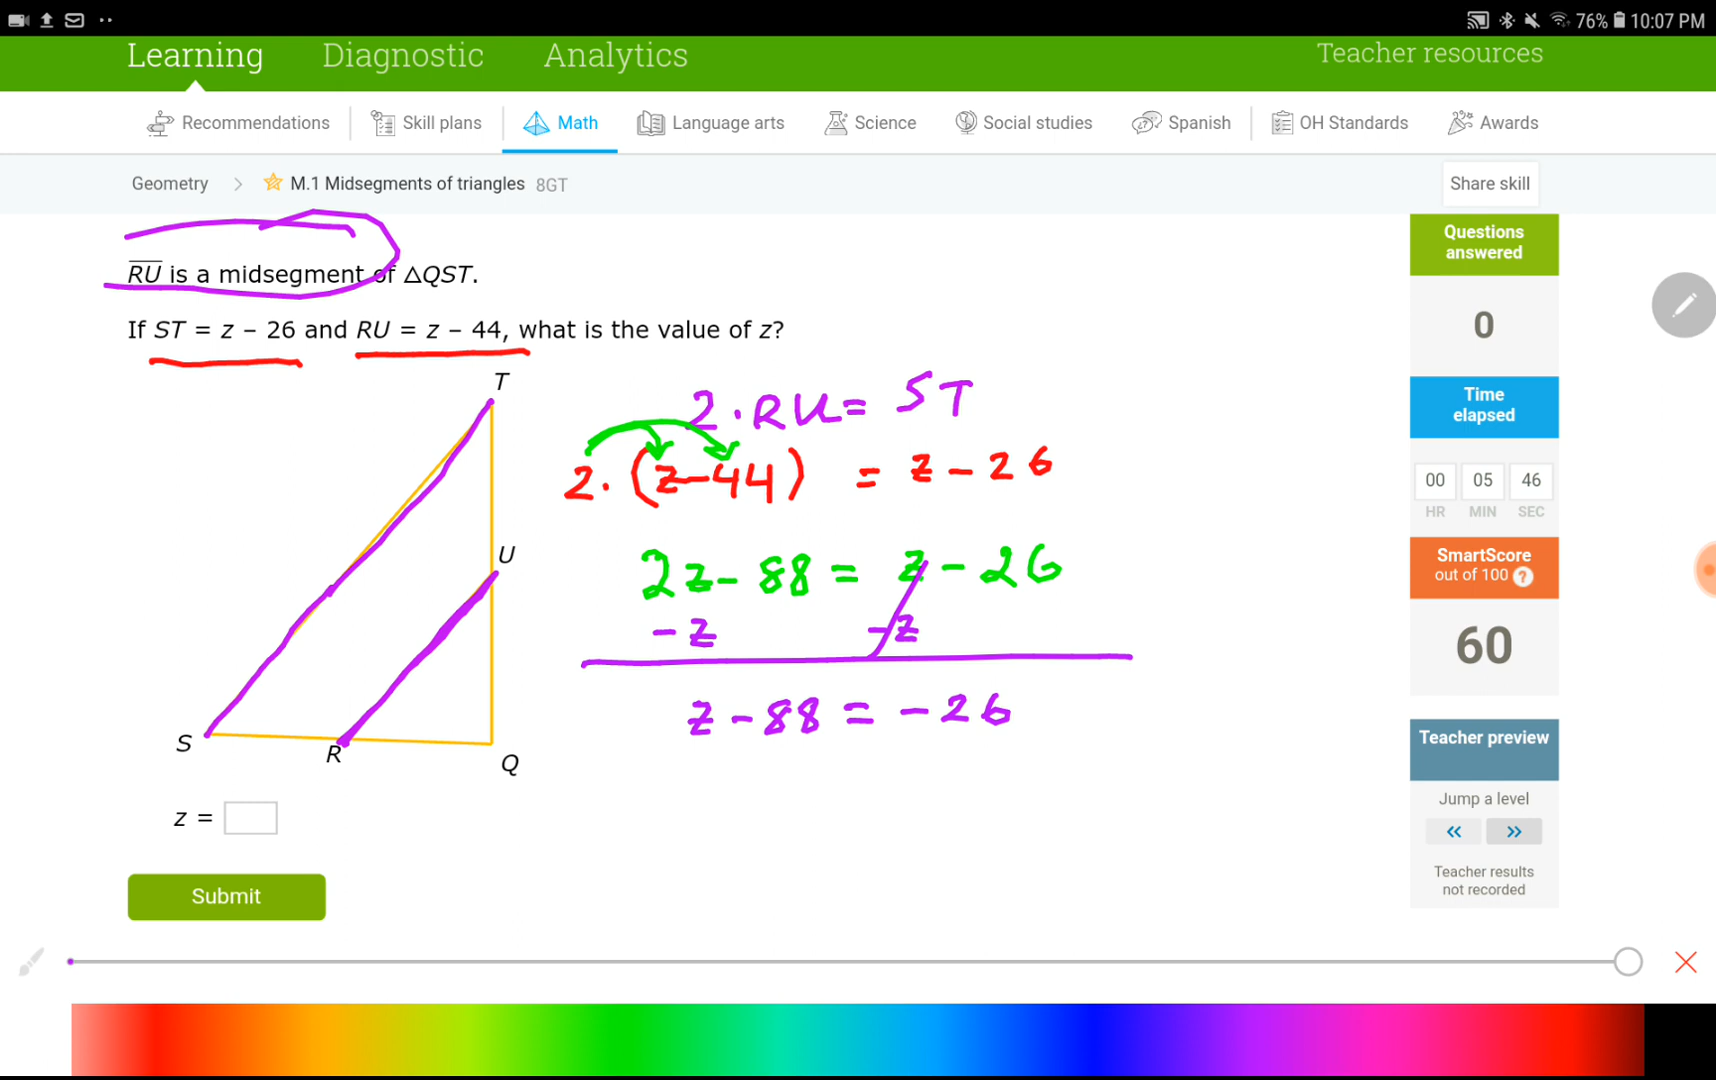 76% 10:07 PM
Learning Diagnostic Analytics Teacher resources
Recommendations Skill plans Math Language arts Science Social studies Spanish OH Standards Awards
Geometry > M.1 Midsegments of triangles 8GT Share skill
RU is a midsegment of △QST.
If ST = z – 26 and RU = z – 44, what is the value of z?
T
U
S
R
Q
2·RU= ST
2·(z-44) = z-26
2z-88 = z-26
-z -z
z-88 = -26
z =
Submit
Questions
answered
0
Time
elapsed
00 05 46
HR MIN SEC
SmartScore
out of 100 ?
60
Teacher preview
Jump a level
Teacher results
not recorded